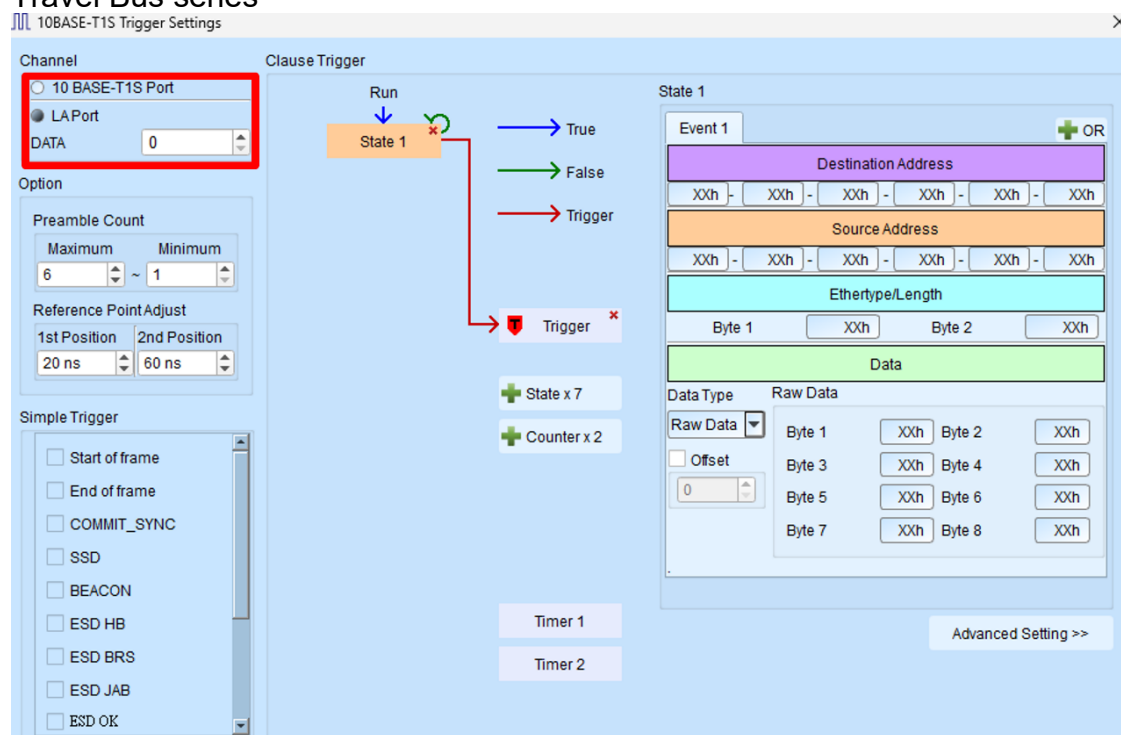 Travel Bus series
10BASE-T1S Trigger Settings
Channel
10 BASE-T1S Port
LA Port
DATA 0
Option
Preamble Count
Maximum Minimum
6 ~ 1
Reference Point Adjust
1st Position 2nd Position
20 ns 60 ns
Simple Trigger
Start of frame
End of frame
COMMIT_SYNC
SSD
BEACON
ESD HB
ESD BRS
ESD JAB
ESD OK
Clause Trigger
Run
State 1
True
False
Trigger
T Trigger
State x 7
Counter x 2
Timer 1
Timer 2
State 1
Event 1 OR
Destination Address
XXh - XXh - XXh - XXh - XXh - XXh
Source Address
XXh - XXh - XXh - XXh - XXh - XXh
Ethertype/Length
Byte 1 XXh Byte 2 XXh
Data
Data Type Raw Data
Raw Data
Offset
0
Byte 1 XXh Byte 2 XXh
Byte 3 XXh Byte 4 XXh
Byte 5 XXh Byte 6 XXh
Byte 7 XXh Byte 8 XXh
.
Advanced Setting >>